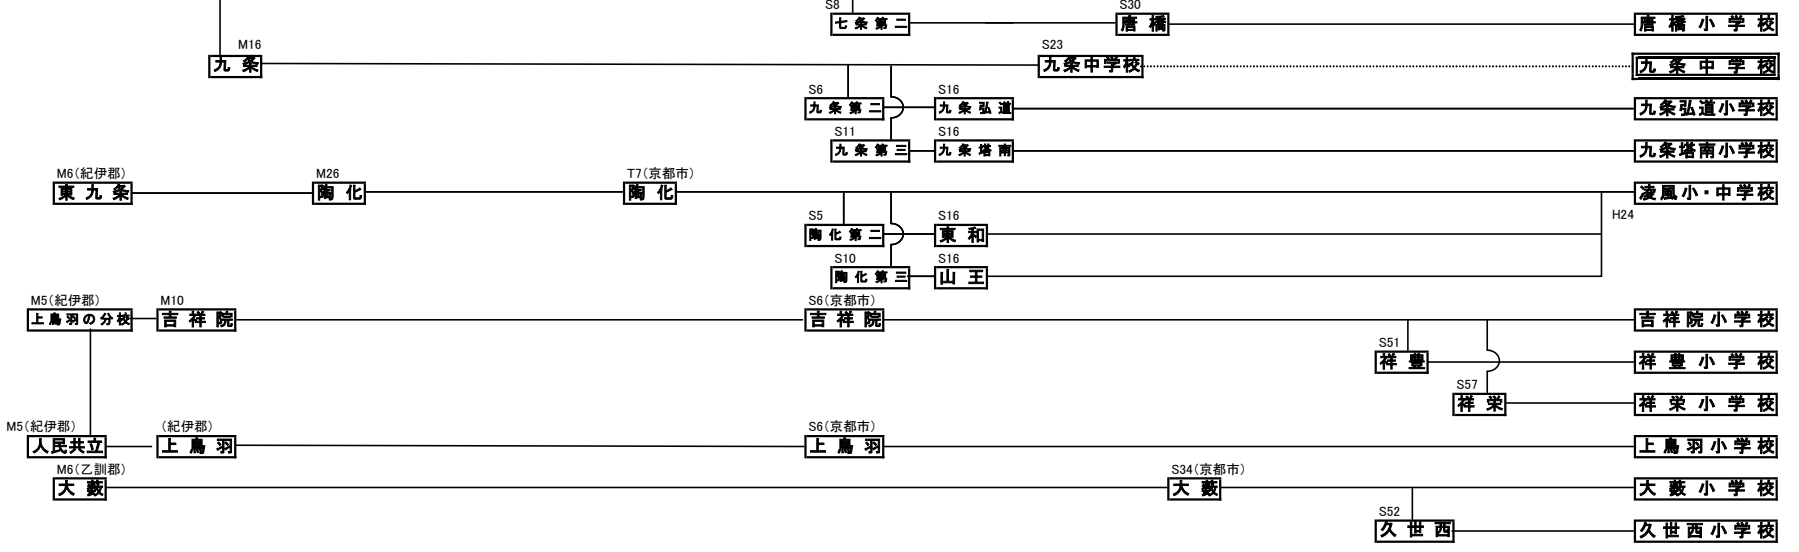 S8
S30
七条第二
唐橋
唐橋小学校
M16
S23
九条
九条中学校
九条中学校
S6
S16
九条第二
九条弘道
九条弘道小学校
S11
S16
九条第三
九条塔南
九条塔南小学校
M6(紀伊郡)
M26
T7(京都市)
東九条
陶化
陶化
凌風小・中学校
H24
S5
S16
陶化第二
東和
S10
S16
陶化第三
山王
M5(紀伊郡)
M10
S6(京都市)
上鳥羽の分校
吉祥院
吉祥院
吉祥院小学校
S51
祥豊
祥豊小学校
S57
祥栄
祥栄小学校
M5(紀伊郡)
(紀伊郡)
S6(京都市)
人民共立
上鳥羽
上鳥羽
上鳥羽小学校
M6(乙訓郡)
S34(京都市)
大藪
大藪
大藪小学校
S52
久世西
久世西小学校